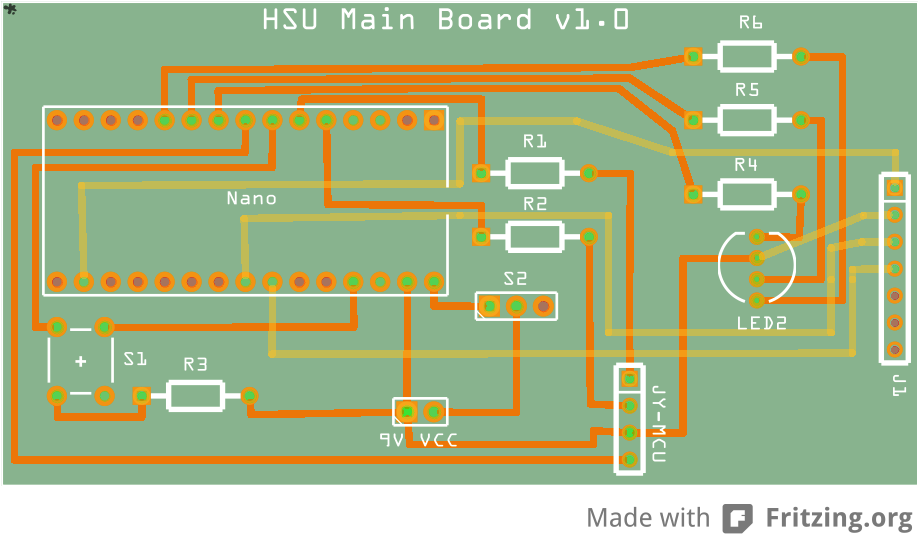 HSU Main Board v1.0
R6
R5
R1
R4
Nano
R2
S2
LED2
S1
R3
J1
JY-MCU
9V VCC
Made with Fritzing.org